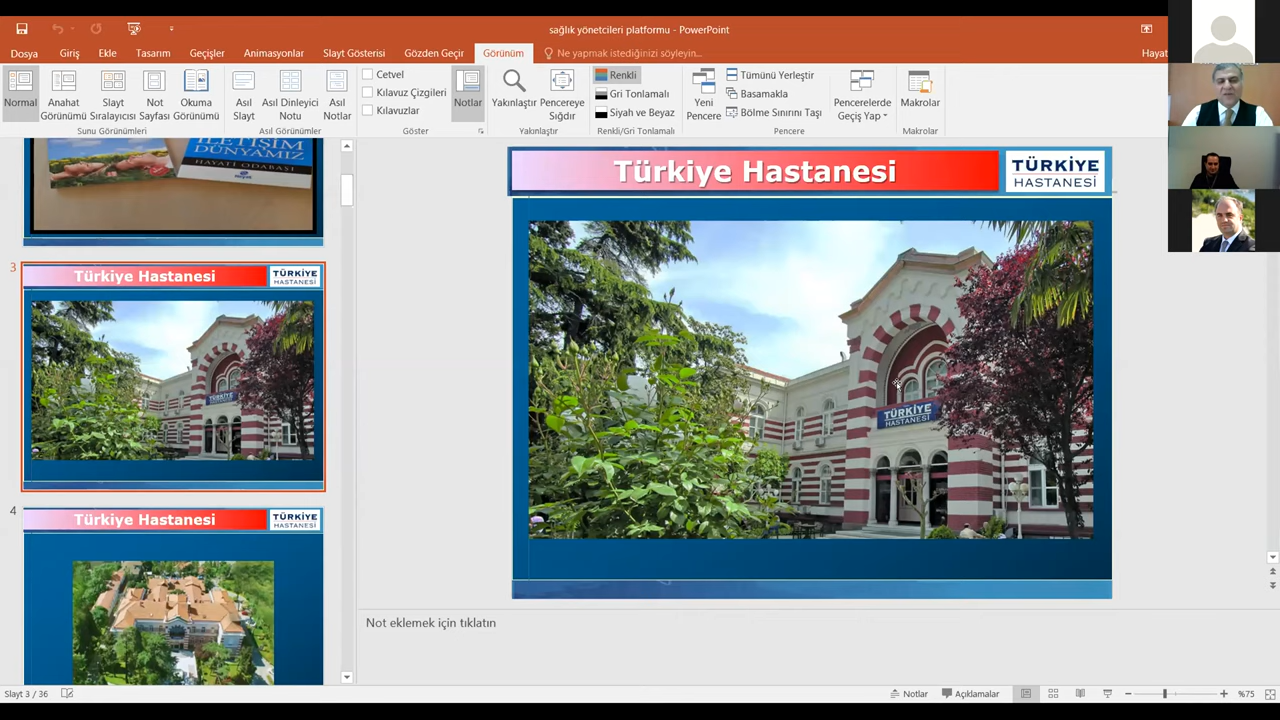 sağlık yönetcileri platformu - PowerPoint
Dosya Giriş Ekle Tasarım Geçişler Animasyonlar Slayt Gösterisi Gözden Geçir Görünüm Ne yapmak istediğinizi söyleyin... Hayat
Normal
Anahat Görünümü
Slayt Sıralayıcısı
Not Sayfası
Okuma Görünümü
Sunu Görünümleri
Asıl Slayt
Asıl Dinleyici Notu
Asıl Notlar
Asıl Görünümler
Cetvel
Kılavuz Çizgileri
Kılavuzlar
Notlar
Göster
Yakınlaştır
Pencereye Sığdır
Yakınlaştır
Renkli
Gri Tonlamalı
Siyah ve Beyaz
Renkli/Gri Tonlamalı
Yeni Pencere
Tümünü Yerleştir
Basamakla
Bölme Sınırını Taşı
Pencerelerde Geçiş Yap
Pencere
Makrolar
Makrolar
İLETİŞİM
DÜNYAMIZ
HAYATİ ODABAŞI
3
Türkiye Hastanesi
TÜRKİYE
HASTANESİ
TÜRKİYE
HASTANESİ
4
Türkiye Hastanesi
TÜRKİYE
HASTANESİ
Türkiye Hastanesi
TÜRKİYE
HASTANESİ
TÜRKİYE
HASTANESİ
Not eklemek için tıklatın
Slayt 3 / 36
Notlar
Açıklamalar
%75